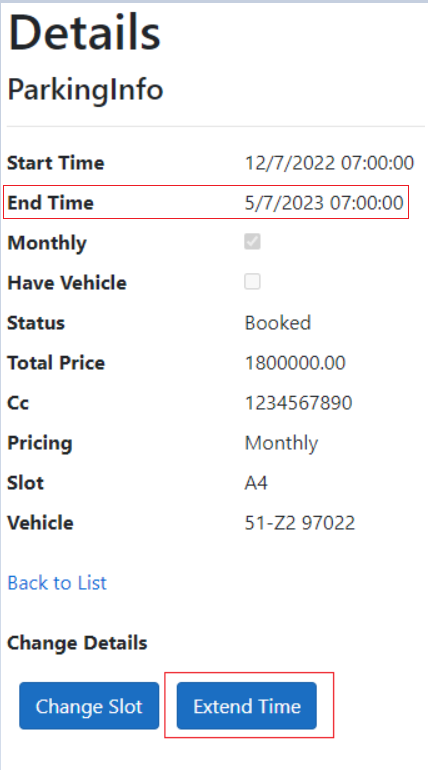 Details
ParkingInfo
Start Time 12/7/2022 07:00:00
End Time 5/7/2023 07:00:00
Monthly
Have Vehicle
Status Booked
Total Price 1800000.00
Cc 1234567890
Pricing Monthly
Slot A4
Vehicle 51-Z2 97022
Back to List
Change Details
Change Slot Extend Time